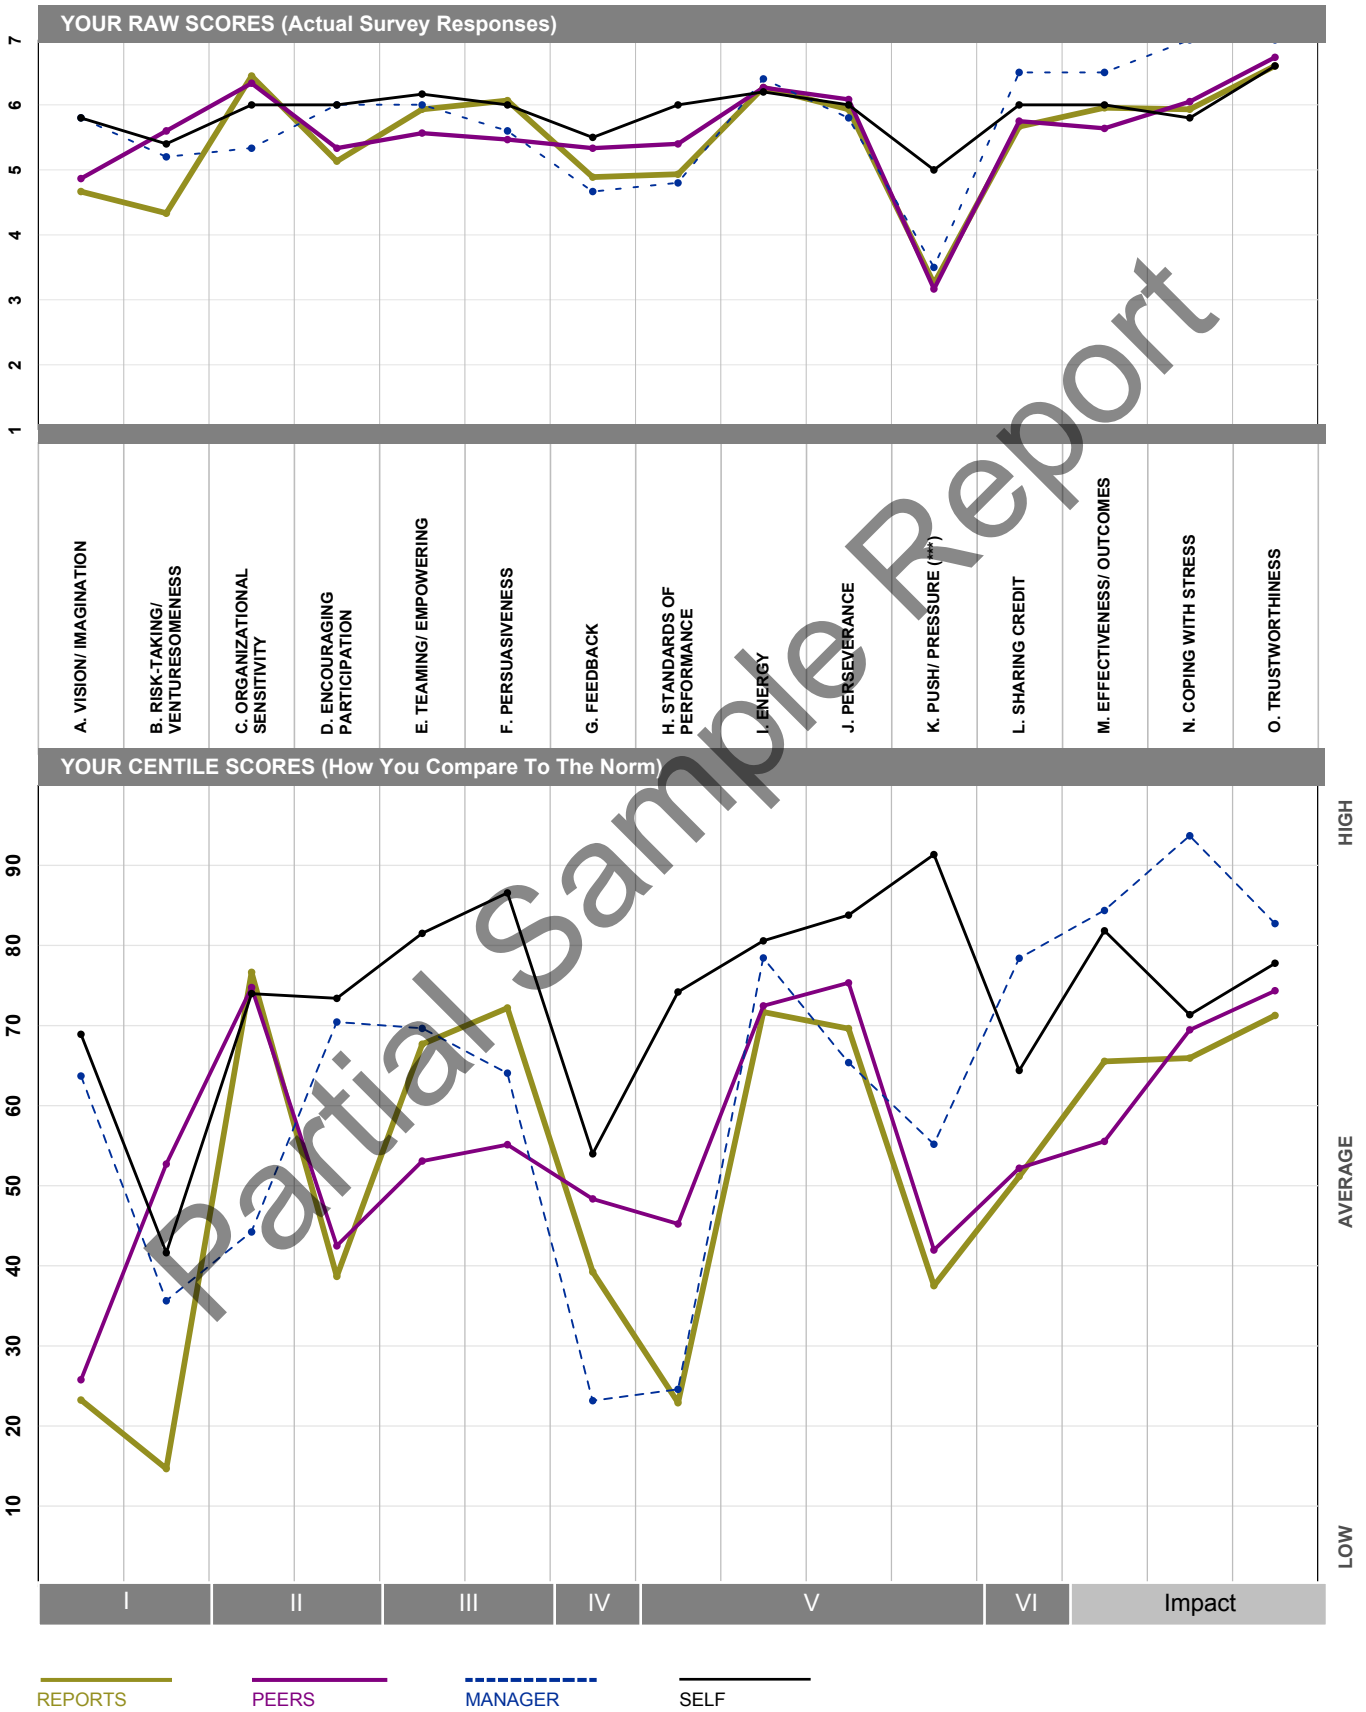 YOUR RAW SCORES (Actual Survey Responses)
7
6
5
4
3
2
1
A. VISION/ IMAGINATION
B. RISK-TAKING/
VENTURESOMENESS
C. ORGANIZATIONAL
SENSITIVITY
D. ENCOURAGING
PARTICIPATION
E. TEAMING/ EMPOWERING
F. PERSUASIVENESS
G. FEEDBACK
H. STANDARDS OF
PERFORMANCE
I. ENERGY
J. PERSEVERANCE
K. PUSH/ PRESSURE (***)
L. SHARING CREDIT
M. EFFECTIVENESS/ OUTCOMES
N. COPING WITH STRESS
O. TRUSTWORTHINESS
YOUR CENTILE SCORES (How You Compare To The Norm)
90
80
70
60
50
40
30
20
10
HIGH
AVERAGE
LOW
Partial Sample Report
I II III IV V VI Impact
REPORTS PEERS MANAGER SELF